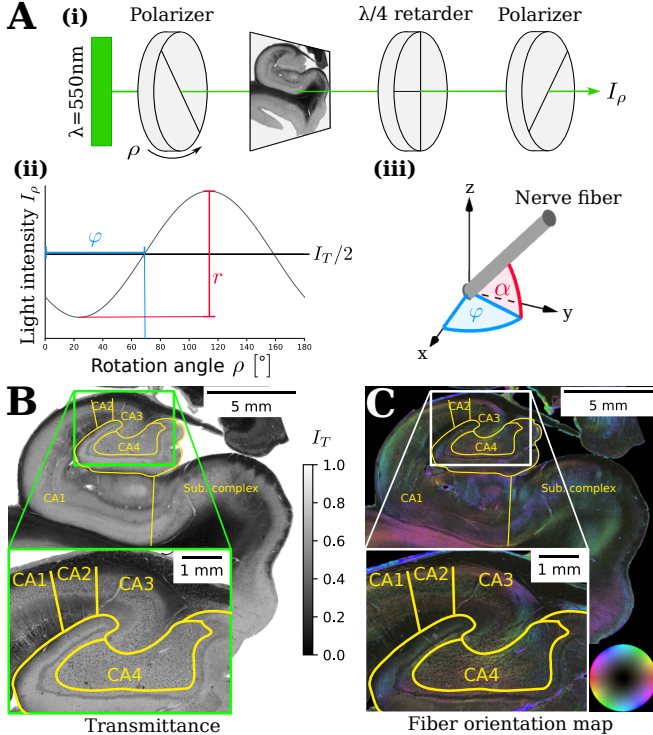 A
(i)
Polarizer
λ/4 retarder
Polarizer
λ=550nm
ρ
I_ρ
(ii)
Light intensity I_ρ
φ
r
I_T/2
0 20 40 60 80 100 120 140 160 180
Rotation angle ρ [°]
(iii)
z
Nerve fiber
α
φ
y
x
B
CA2
CA3
CA4
CA1
Sub. complex
5 mm
I_T
1.0
0.8
0.6
0.4
0.2
0.0
1 mm
CA1
CA2
CA3
CA4
Transmittance
C
CA2
CA3
CA4
CA1
Sub. complex
5 mm
1 mm
CA1
CA2
CA3
CA4
Fiber orientation map